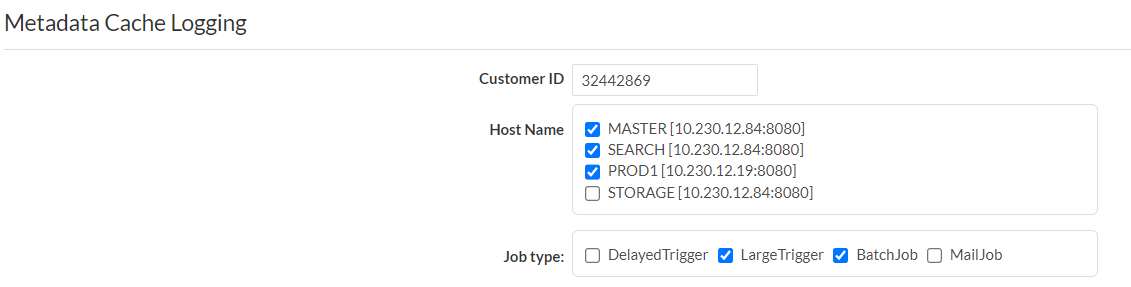 Metadata Cache Logging
Customer ID 32442869
Host Name MASTER [10.230.12.84:8080]
SEARCH [10.230.12.84:8080]
PROD1 [10.230.12.19:8080]
STORAGE [10.230.12.84:8080]
Job type: DelayedTrigger LargeTrigger BatchJob MailJob